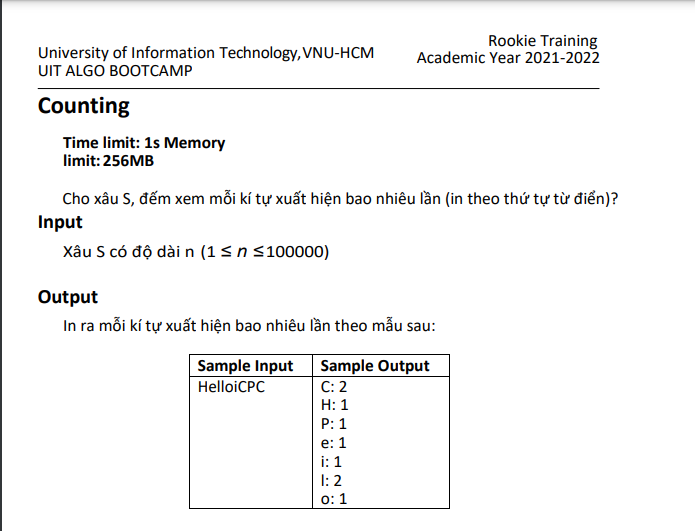 Rookie Training
University of Information Technology,VNU-HCM
Academic Year 2021-2022
UIT ALGO BOOTCAMP
Counting
Time limit: 1s Memory
limit: 256MB
Cho xâu S, đếm xem mỗi kí tự xuất hiện bao nhiêu lần (in theo thứ tự từ điển)?
Input
Xâu S có độ dài n (1 ≤ n ≤100000)
Output
In ra mỗi kí tự xuất hiện bao nhiêu lần theo mẫu sau:
Sample Input Sample Output
HelloiCPC C: 2
H: 1
P: 1
e: 1
i: 1
l: 2
o: 1